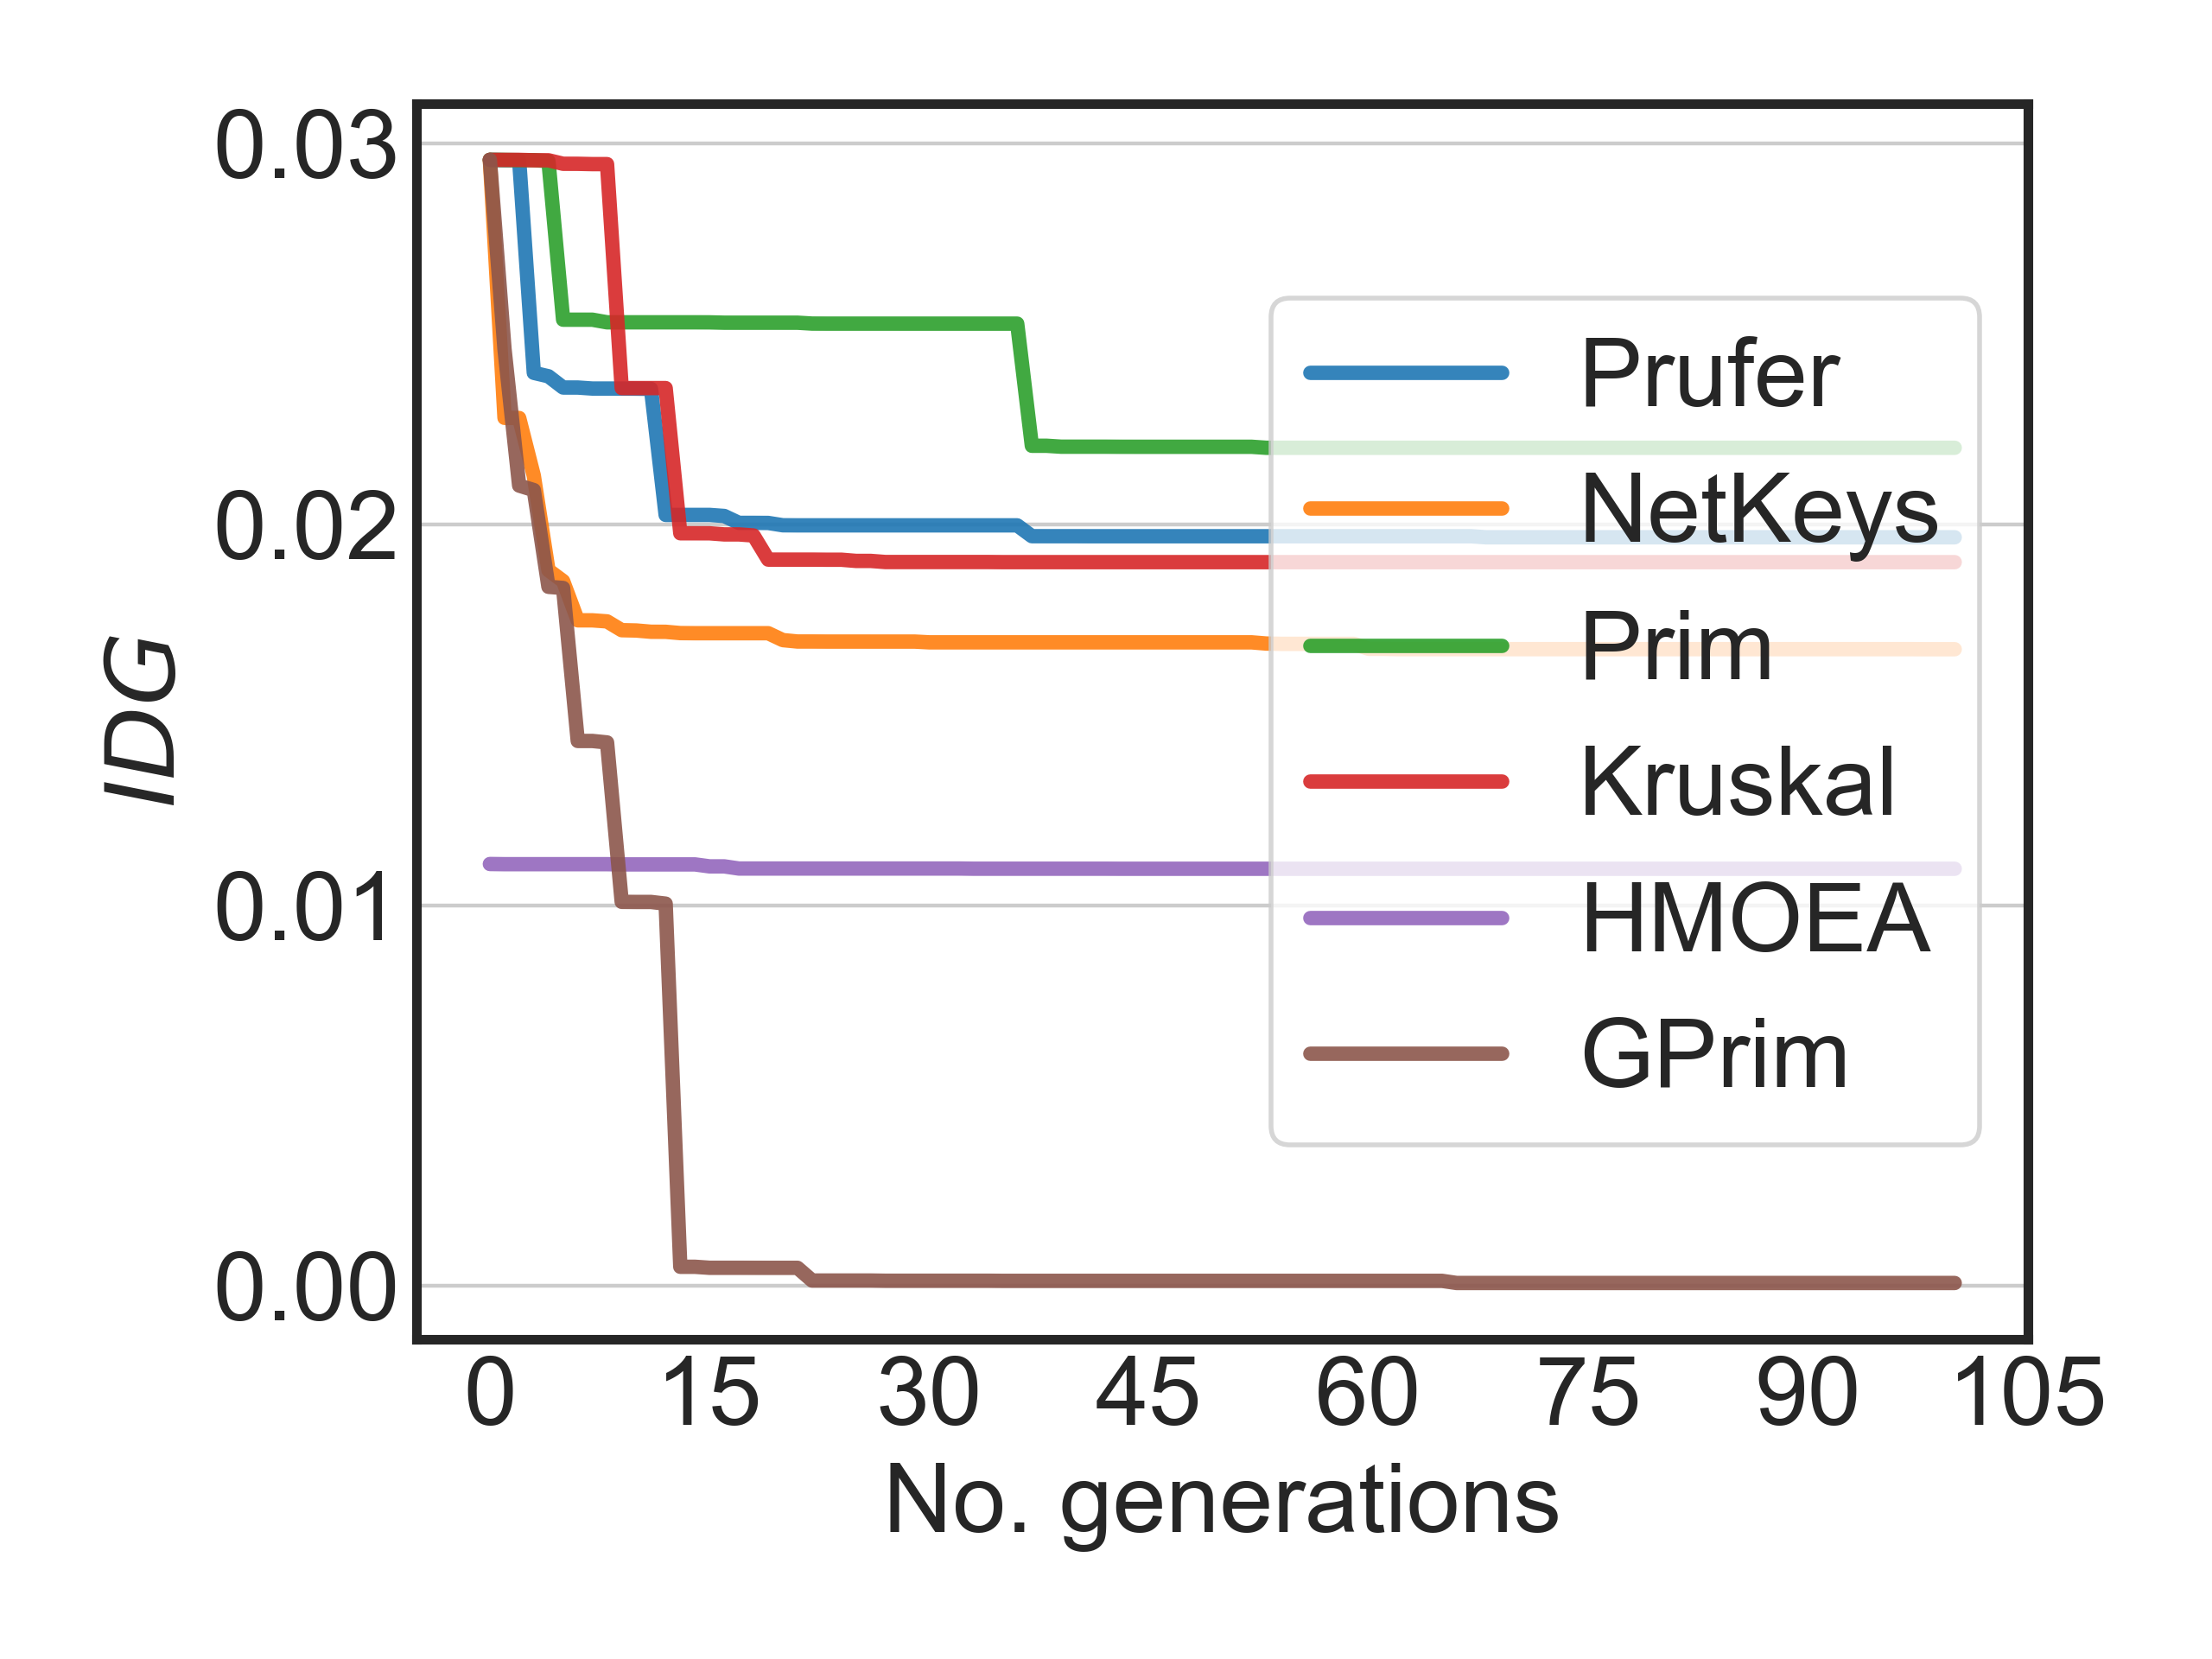 0.03
0.02
0.01
0.00
IDG
0 15 30 45 60 75 90 105
No. generations
Prufer
NetKeys
Prim
Kruskal
HMOEA
GPrim